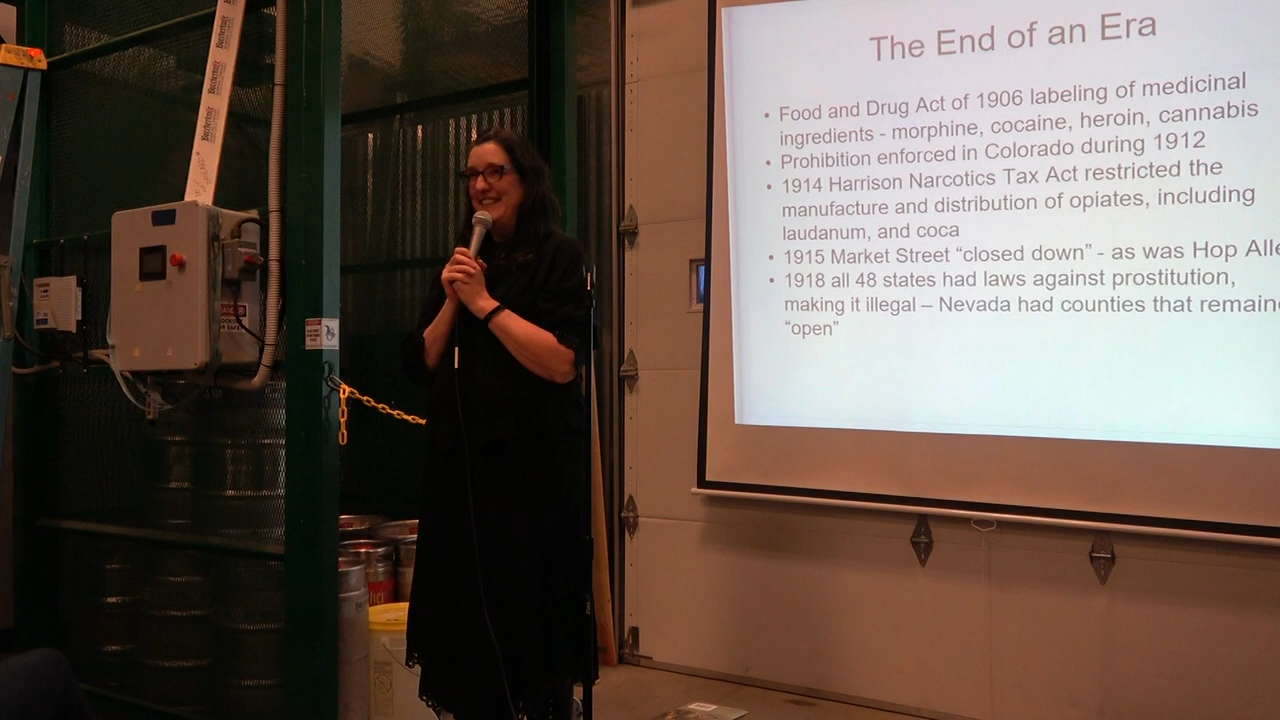 The End of an Era
• Food and Drug Act of 1906 labeling of medicinal
ingredients - morphine, cocaine, heroin, cannabis
• Prohibition enforced in Colorado during 1912
• 1914 Harrison Narcotics Tax Act restricted the
manufacture and distribution of opiates, including
laudanum, and coca
• 1915 Market Street “closed down” - as was Hop Alle
• 1918 all 48 states had laws against prostitution,
making it illegal – Nevada had counties that remain
“open”
DANGER